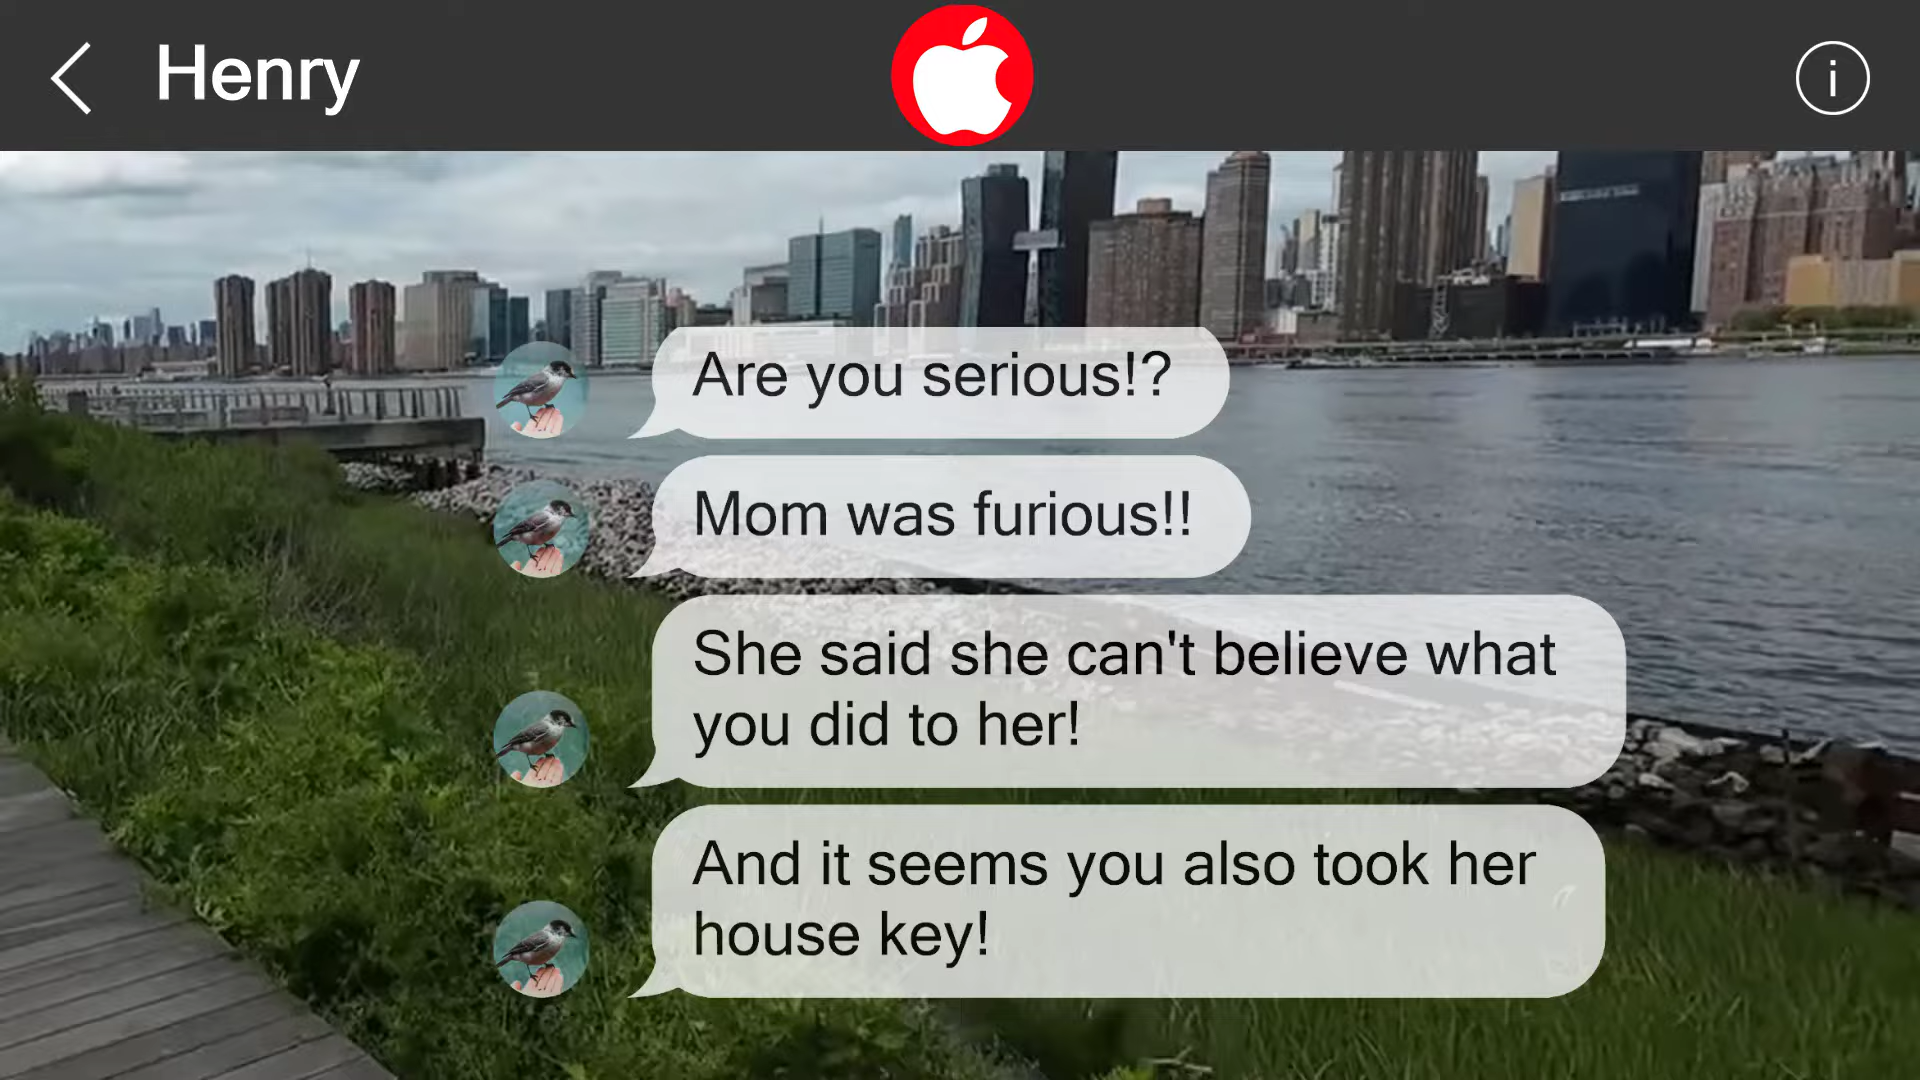 Henry
Are you serious!?
Mom was furious!!
She said she can't believe what
you did to her!
And it seems you also took her
house key!